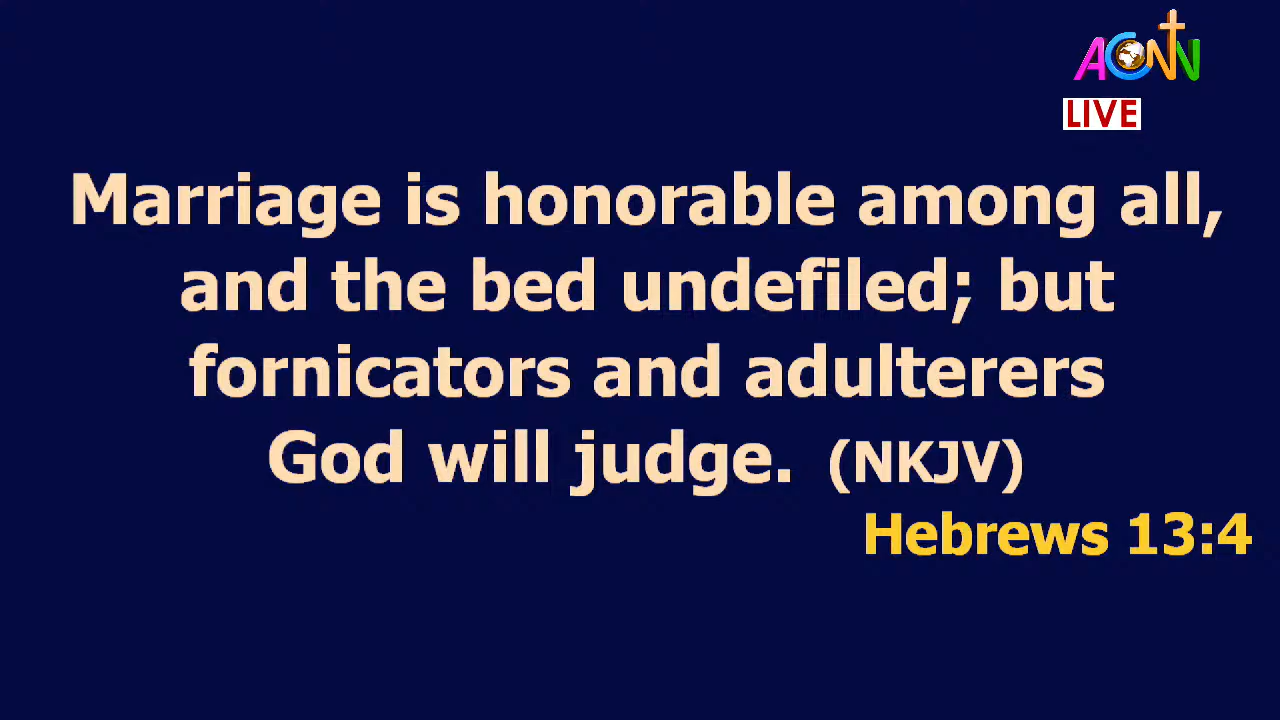 ACNN
LIVE
Marriage is honorable among all,
and the bed undefiled; but
fornicators and adulterers
God will judge. (NKJV)
Hebrews 13:4